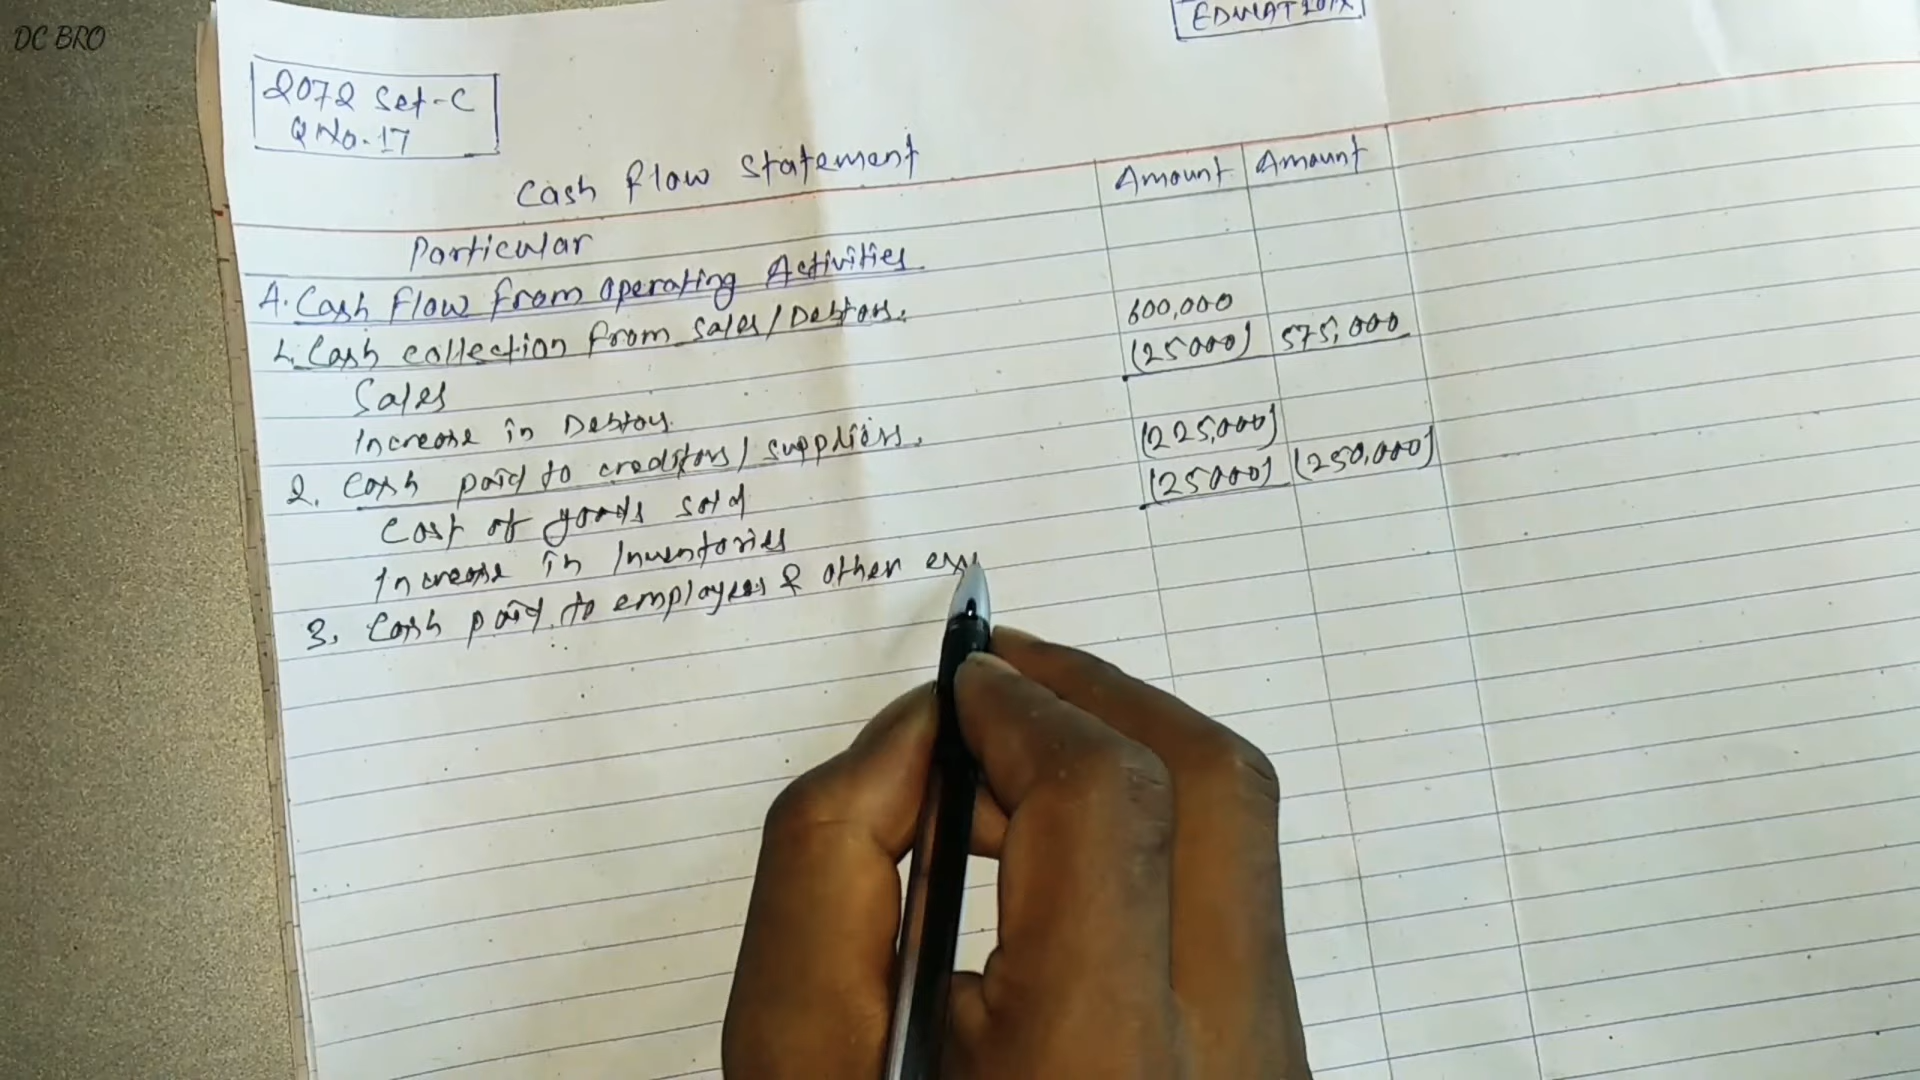 DC BRO
EDUCATION
2072 Set-C
Q No. 17
Cash Flow Statement
Amount Amount
Particular
A. Cash Flow From Operating Activities
1. Cash collection from Sales/Debtors. 600,000
(25000) 575,000
Sales
Increase in Debtors
2. Cash paid to creditors/suppliers. (225,000)
(25000) (250,000)
Cost of goods sold
Increase in Inventories
3. Cash paid to employees & other exp